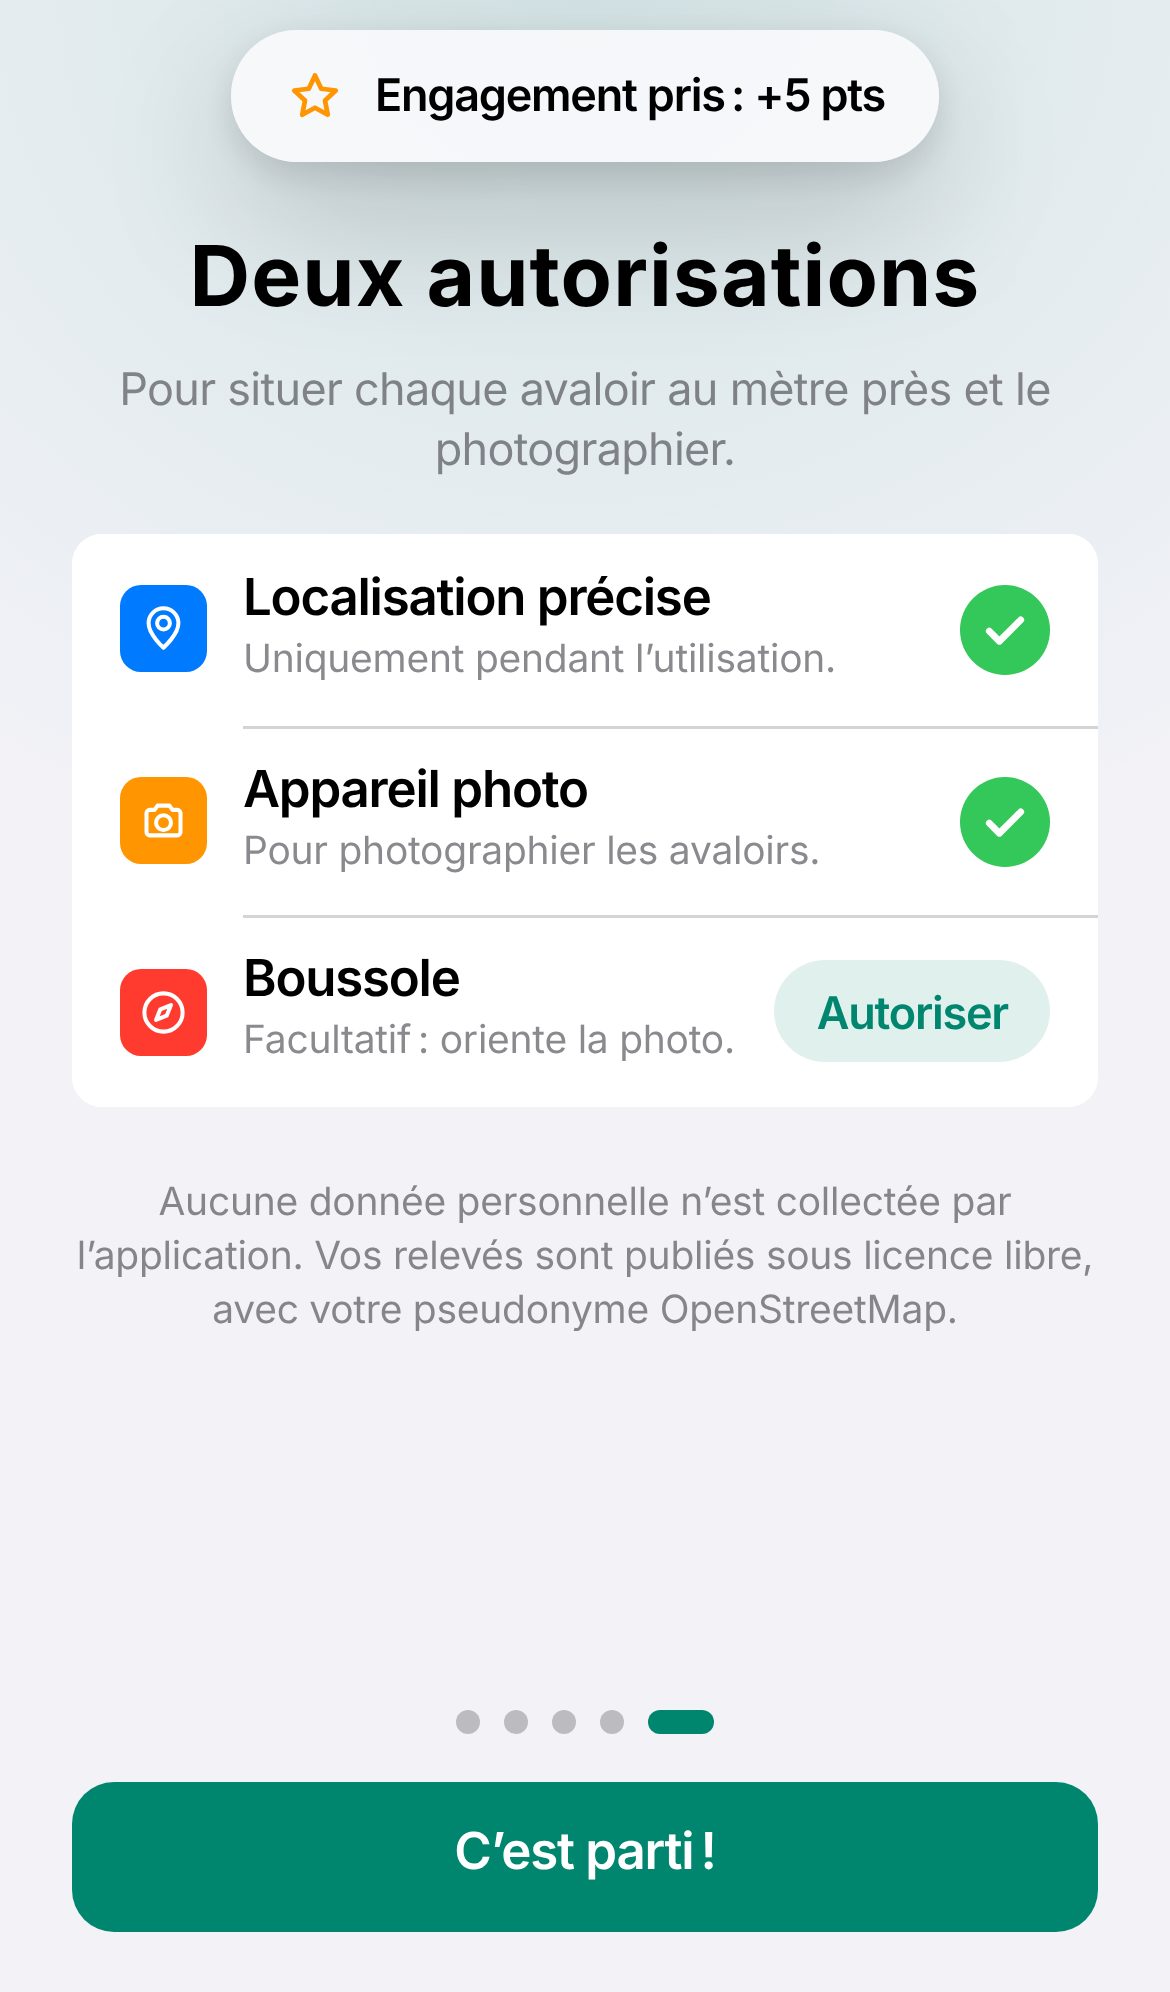 Engagement pris : +5 pts
Deux autorisations
Pour situer chaque avaloir au mètre près et le
photographier.
Localisation précise
Uniquement pendant l’utilisation.
Appareil photo
Pour photographier les avaloirs.
Boussole
Facultatif : oriente la photo.
Autoriser
Aucune donnée personnelle n’est collectée par
l’application. Vos relevés sont publiés sous licence libre,
avec votre pseudonyme OpenStreetMap.
C’est parti !